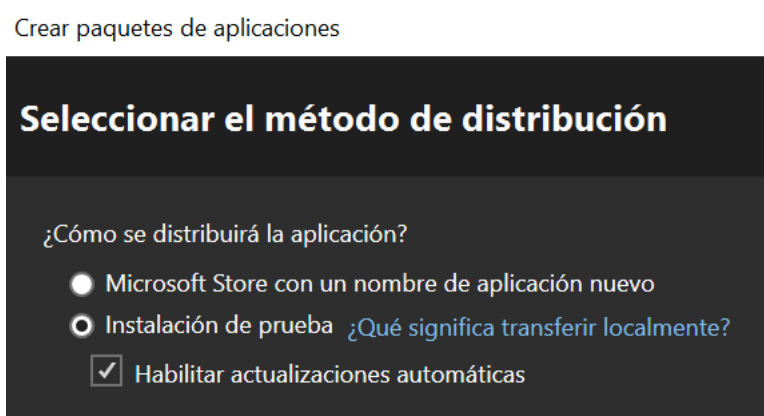 Crear paquetes de aplicaciones
Seleccionar el método de distribución
¿Cómo se distribuirá la aplicación?
Microsoft Store con un nombre de aplicación nuevo
Instalación de prueba ¿Qué significa transferir localmente?
Habilitar actualizaciones automáticas